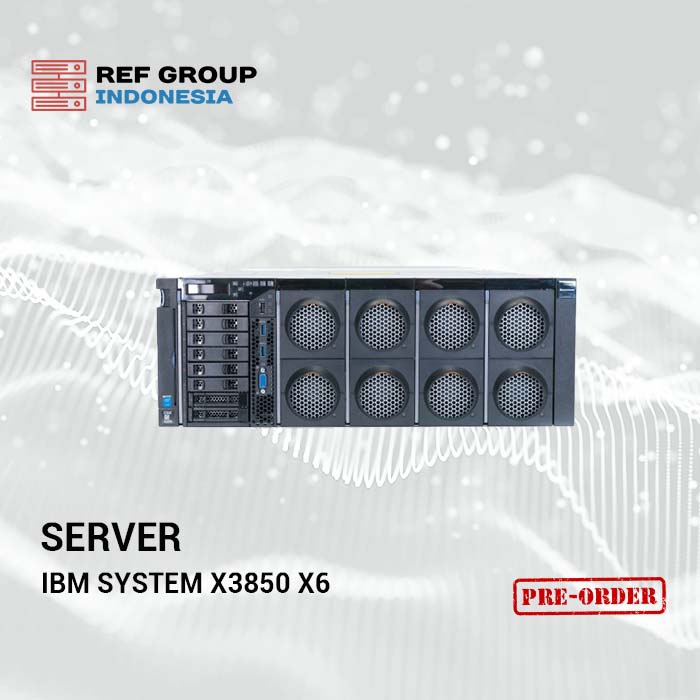 REF GROUP
INDONESIA
SERVER
IBM SYSTEM X3850 X6
PRE-ORDER